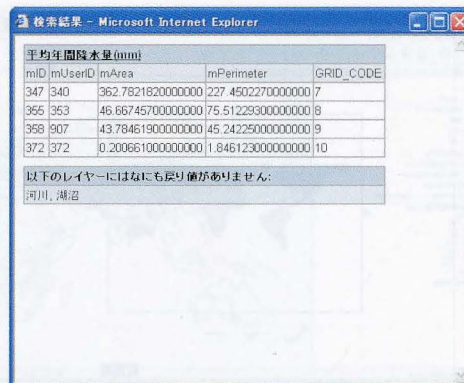 検索結果 - Microsoft Internet Explorer
平均年間降水量(mm)
mID mUserID mArea mPerimeter GRID_CODE
347 340 362.7821820000000 227.4502270000000 7
355 353 46.66745700000000 75.51229300000000 8
358 907 43.78461900000000 45.24225000000000 9
372 372 0.200661000000000 1.846123000000000 10
以下のレイヤーにはなにも戻り値がありません:
河川, 湖沼